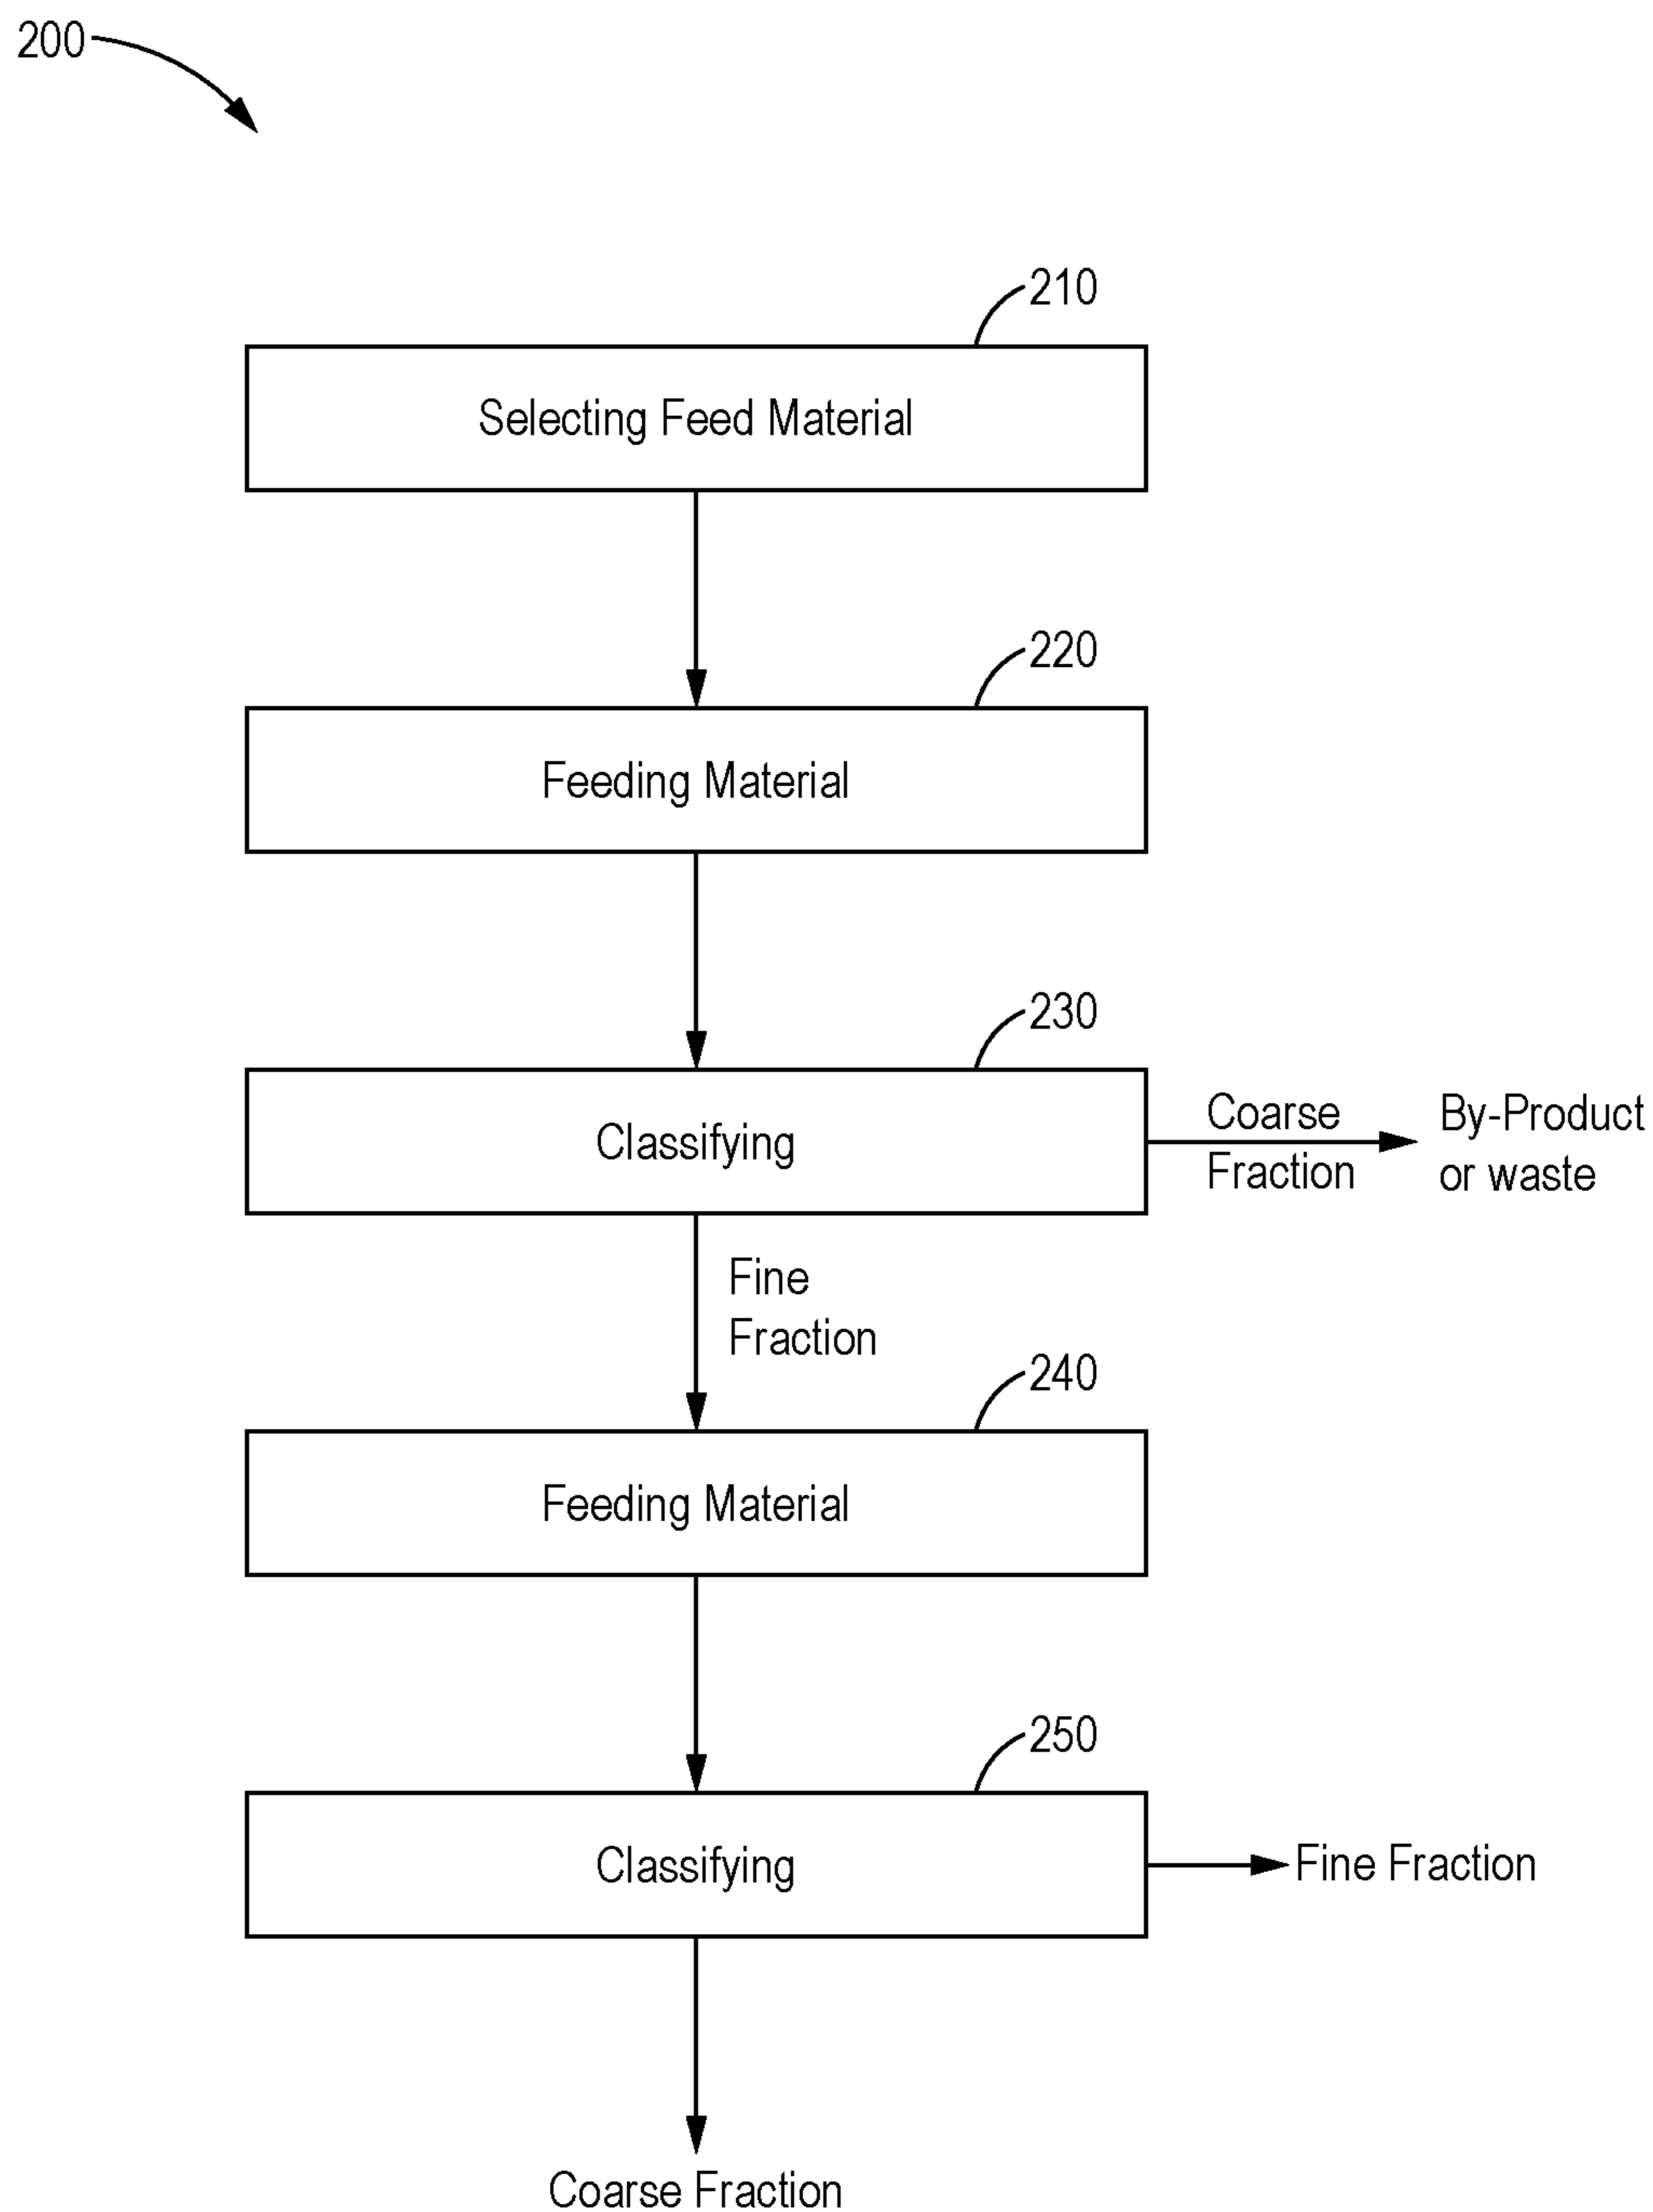 200
210
Selecting Feed Material
220
Feeding Material
230
Classifying
Coarse
Fraction
By-Product
or waste
Fine
Fraction
240
Feeding Material
250
Classifying
Fine Fraction
Coarse Fraction